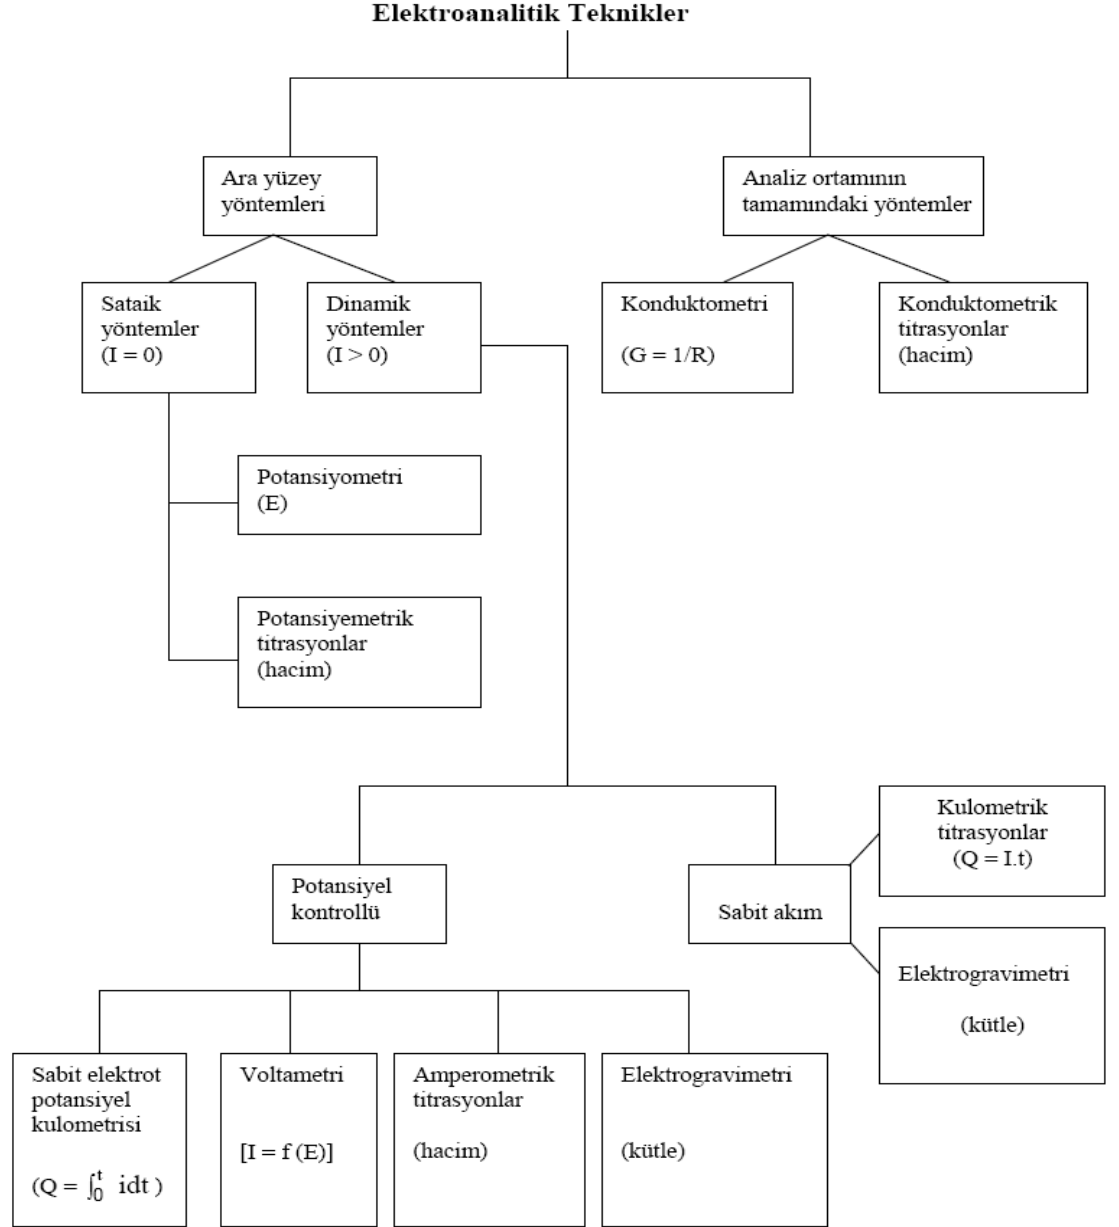 Elektroanalitik Teknikler
Ara yüzey
yöntemleri
Analiz ortamının
tamamındaki yöntemler
Sataik
yöntemler
(I = 0)
Dinamik
yöntemler
(I > 0)
Konduktometri
(G = 1/R)
Konduktometrik
titrasyonlar
(hacim)
Potansiyometri
(E)
Potansiyemetrik
titrasyonlar
(hacim)
Kulometrik
titrasyonlar
(Q = I.t)
Potansiyel
kontrollü
Sabit akım
Elektrogravimetri
(kütle)
Sabit elektrot
potansiyel
kulometrisi
(Q = ∫₀ᵗ idt )
Voltametri
[I = f (E)]
Amperometrik
titrasyonlar
(hacim)
Elektrogravimetri
(kütle)